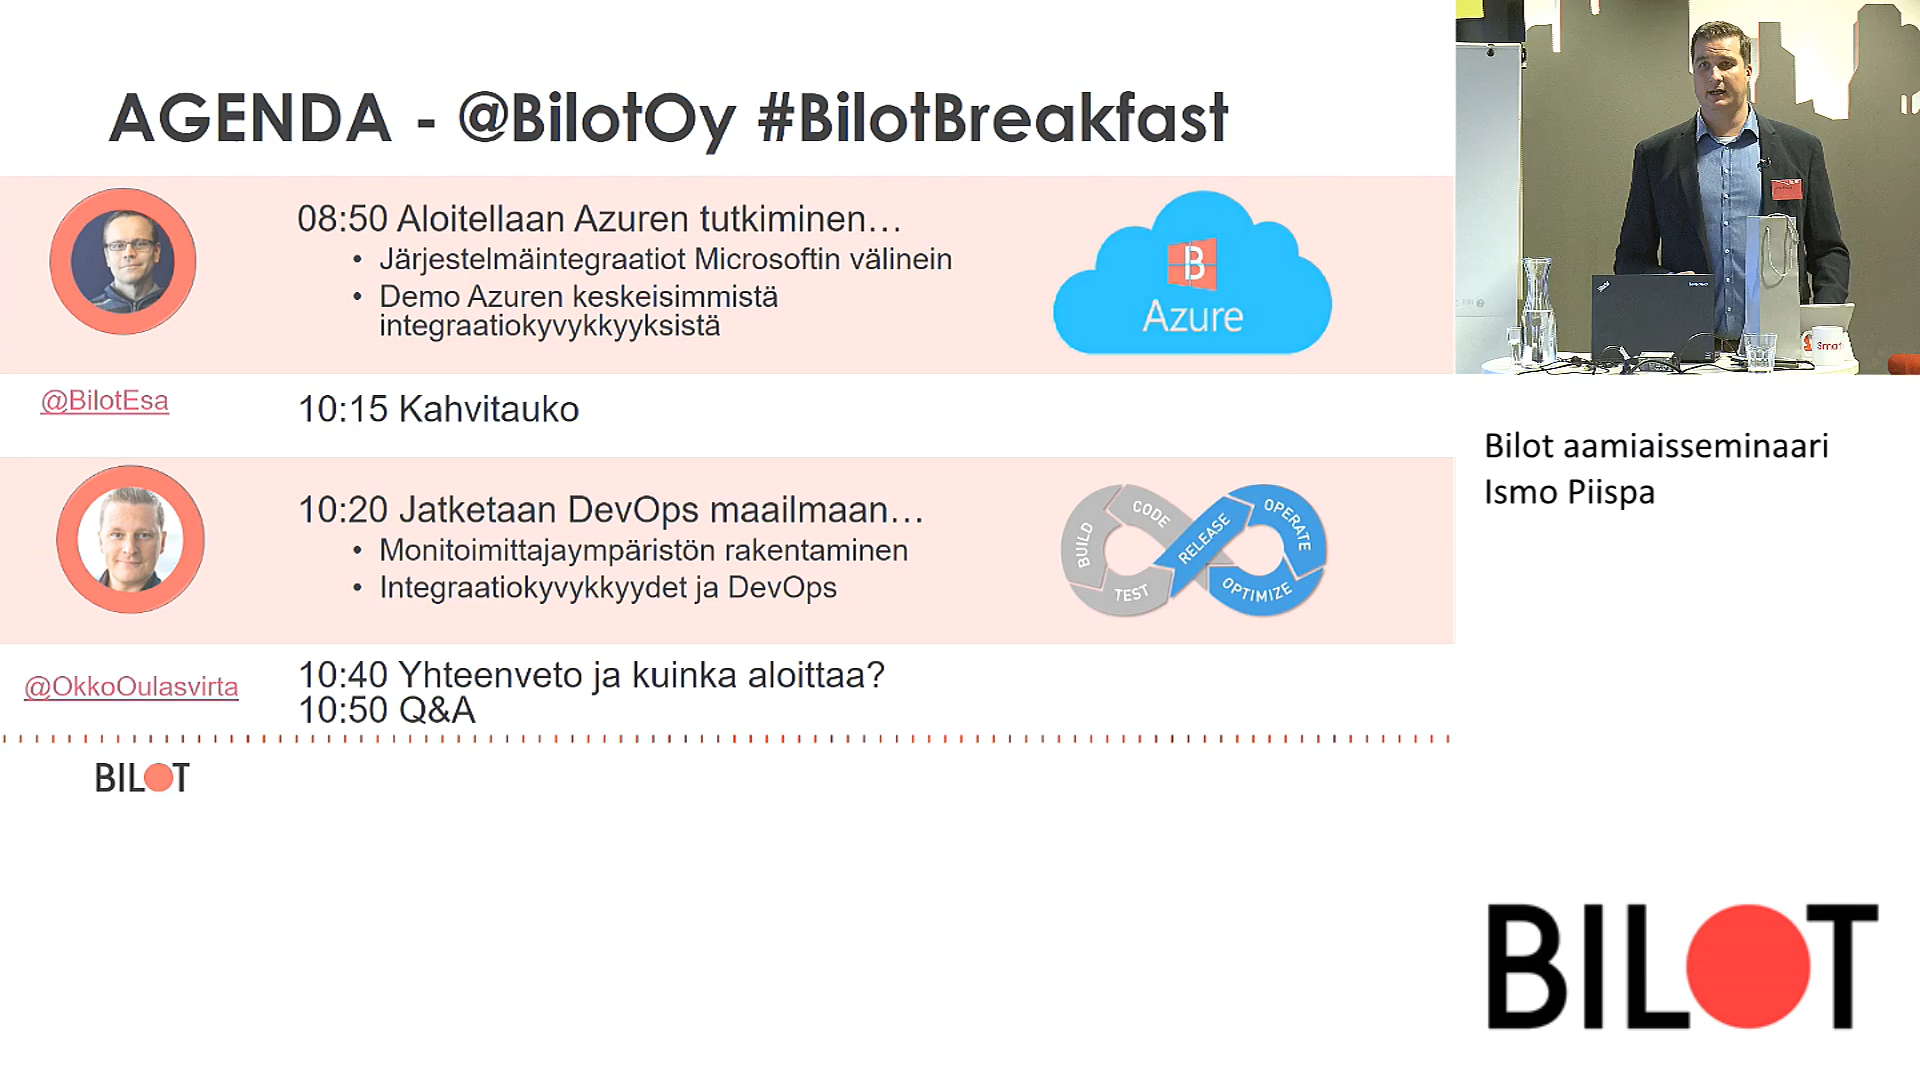 AGENDA - @BilotOy #BilotBreakfast
08:50 Aloitellaan Azuren tutkiminen…
• Järjestelmäintegraatiot Microsoftin välinein
• Demo Azuren keskeisimmistä
integraatiokyvykkyyksistä
B
Azure
@BilotEsa
10:15 Kahvitauko
10:20 Jatketaan DevOps maailmaan…
• Monitoimittajaympäristön rakentaminen
• Integraatiokyvykkyydet ja DevOps
BUILD
CODE
TEST
RELEASE
OPERATE
OPTIMIZE
@OkkoOulasvirta
10:40 Yhteenveto ja kuinka aloittaa?
10:50 Q&A
BILOT
Bilot aamiaisseminaari
Ismo Piispa
BILOT